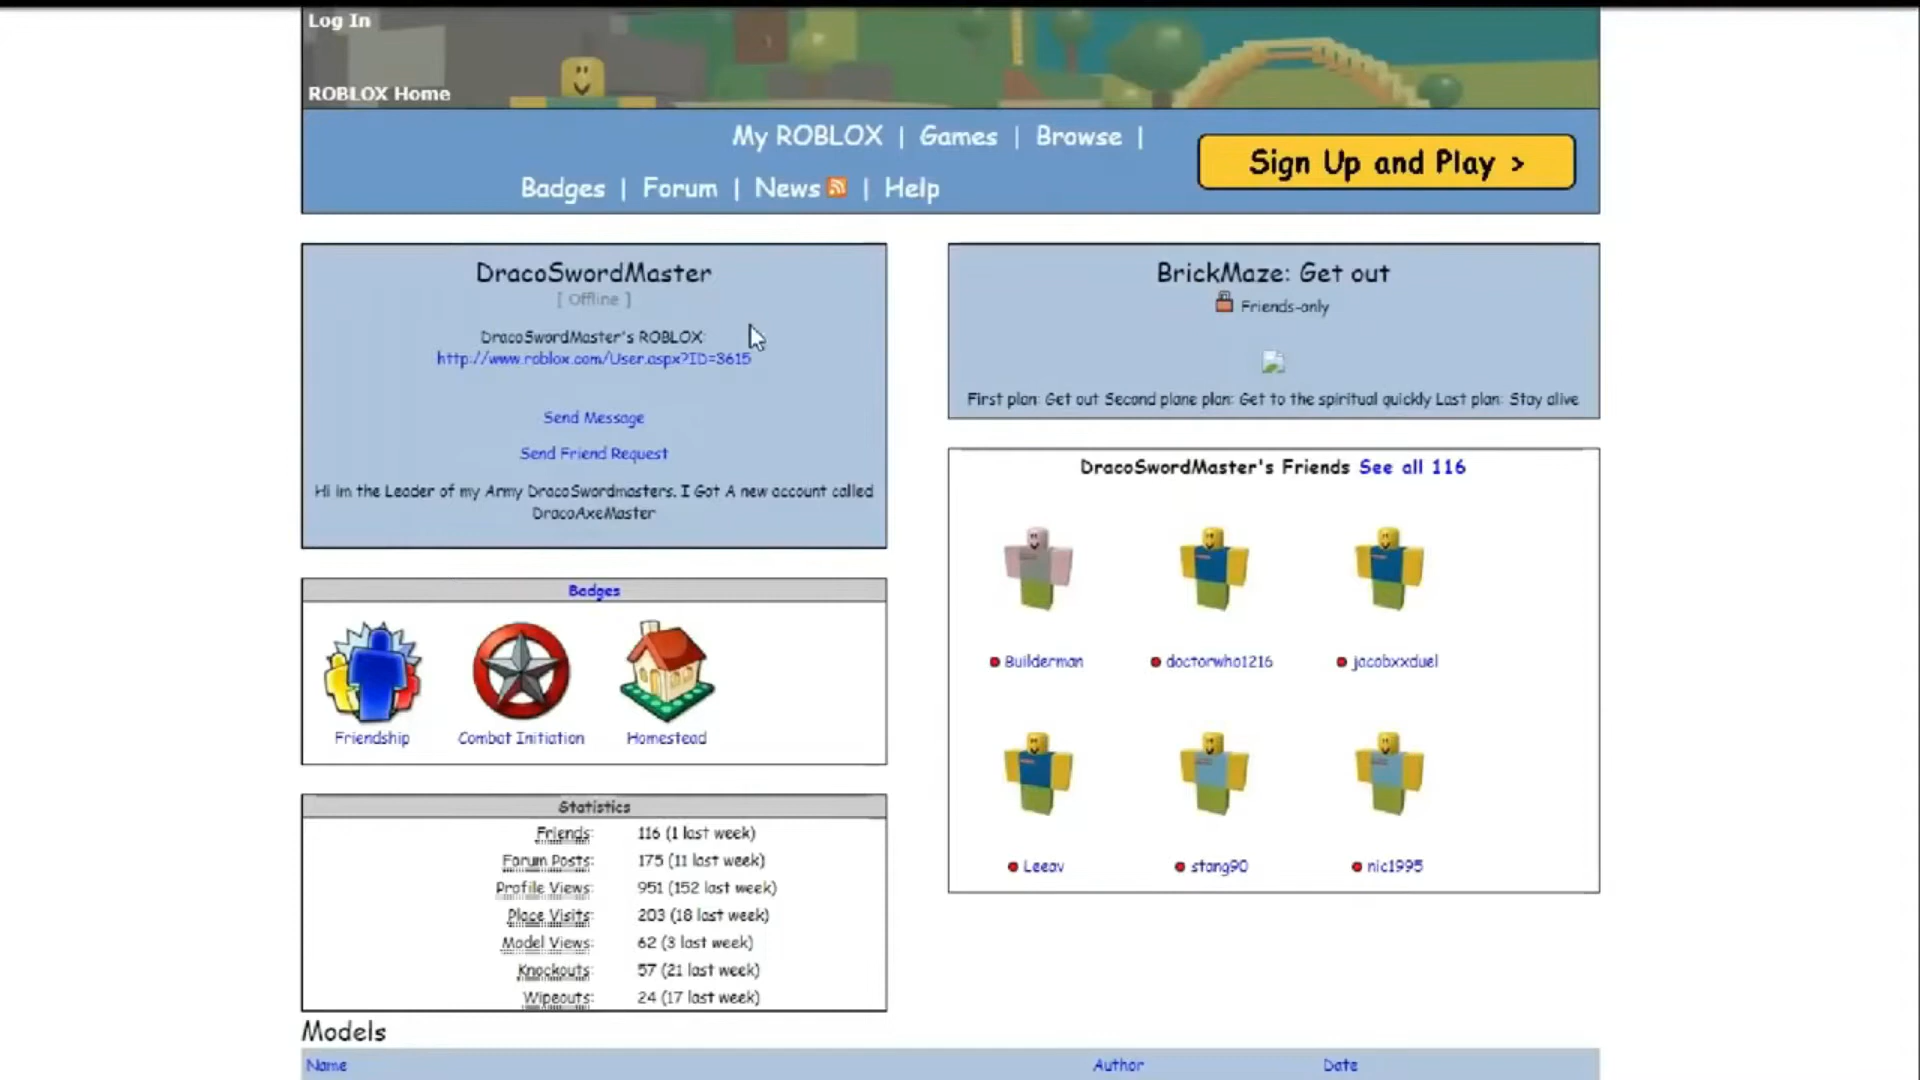 Log In
ROBLOX Home
My ROBLOX | Games | Browse |
Sign Up and Play >
Badges | Forum | News | Help
DracoSwordMaster
[ Offline ]
DracoSwordMaster's ROBLOX:
http://www.roblox.com/User.aspx?ID=3615
Send Message
Send Friend Request
Hi im the Leader of my Army DracoSwordmasters. I Got A new account called
DracoAxeMaster
BrickMaze: Get out
Friends-only
First plan: Get out Second plane plan: Get to the spiritual quickly Last plan: Stay alive
DracoSwordMaster's Friends See all 116
Builderman
doctorwho1216
jacobxxduel
Leeav
stang90
nic1995
Badges
Friendship
Combat Initiation
Homestead
Statistics
Friends: 116 (1 last week)
Forum Posts: 175 (11 last week)
Profile Views: 951 (152 last week)
Place Visits: 203 (18 last week)
Model Views: 62 (3 last week)
Knockouts: 57 (21 last week)
Wipeouts: 24 (17 last week)
Models
Name Author Date